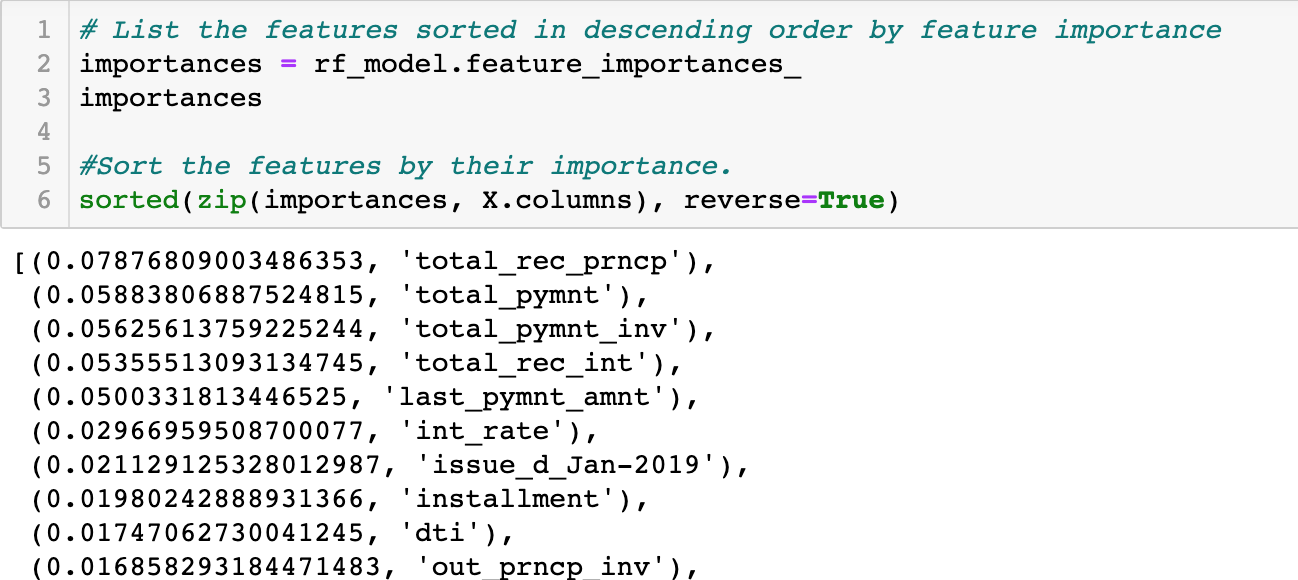 1 # List the features sorted in descending order by feature importance
2 importances = rf_model.feature_importances_
3 importances
4
5 #Sort the features by their importance.
6 sorted(zip(importances, X.columns), reverse=True)
[(0.07876809003486353, 'total_rec_prncp'),
(0.05883806887524815, 'total_pymnt'),
(0.05625613759225244, 'total_pymnt_inv'),
(0.05355513093134745, 'total_rec_int'),
(0.0500331813446525, 'last_pymnt_amnt'),
(0.02966959508700077, 'int_rate'),
(0.021129125328012987, 'issue_d_Jan-2019'),
(0.01980242888931366, 'installment'),
(0.01747062730041245, 'dti'),
(0.016858293184471483, 'out_prncp_inv'),